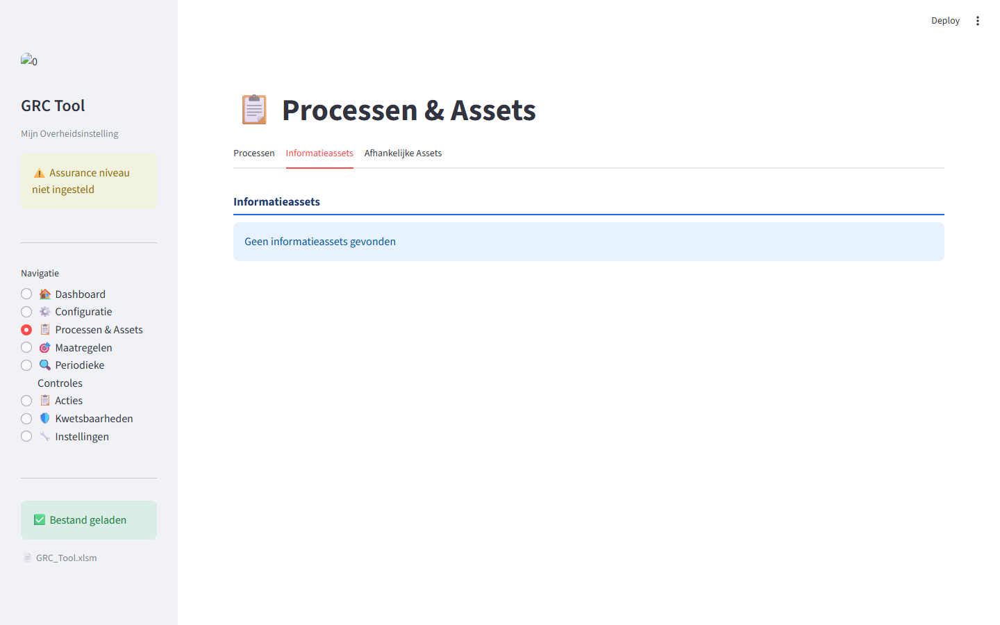 Deploy
0
GRC Tool
Mijn Overheidsinstelling
⚠️ Assurance niveau
niet ingesteld
Navigatie
🏠 Dashboard
⚙️ Configuratie
📋 Processen & Assets
🎯 Maatregelen
🔍 Periodieke
Controles
📋 Acties
🛡️ Kwetsbaarheden
🔧 Instellingen
✅ Bestand geladen
📄 GRC_Tool.xlsm
📋 Processen & Assets
Processen Informatieassets Afhankelijke Assets
Informatieassets
Geen informatieassets gevonden